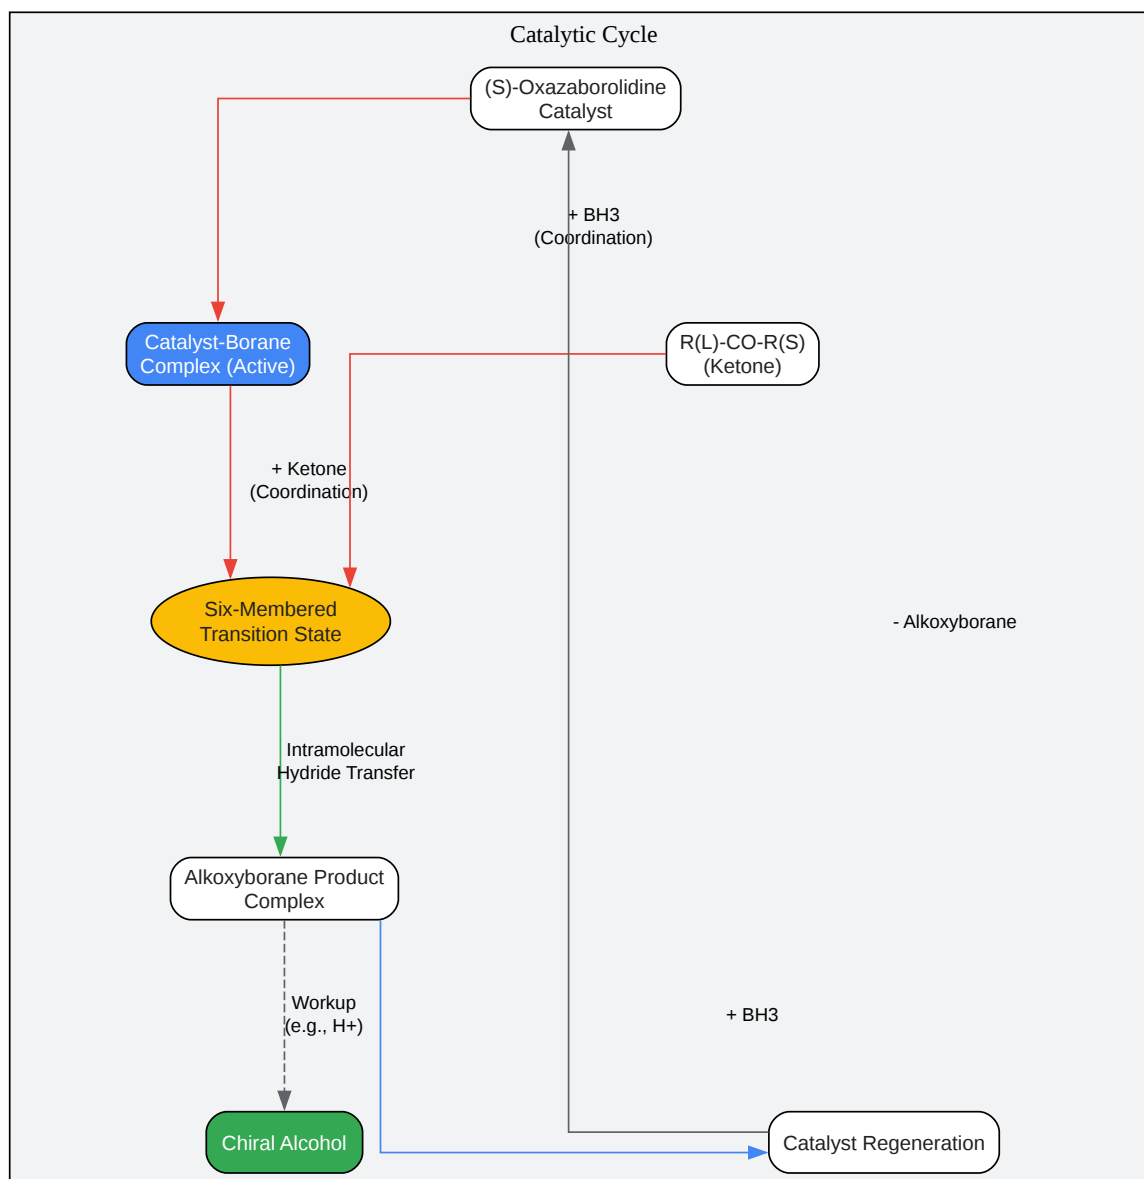 Catalytic Cycle
(S)-Oxazaborolidine
Catalyst
+ BH3
(Coordination)
Catalyst-Borane
Complex (Active)
R(L)-CO-R(S)
(Ketone)
+ Ketone
(Coordination)
Six-Membered
Transition State
- Alkoxyborane
Intramolecular
Hydride Transfer
Alkoxyborane Product
Complex
Workup
(e.g., H+)
+ BH3
Chiral Alcohol
Catalyst Regeneration